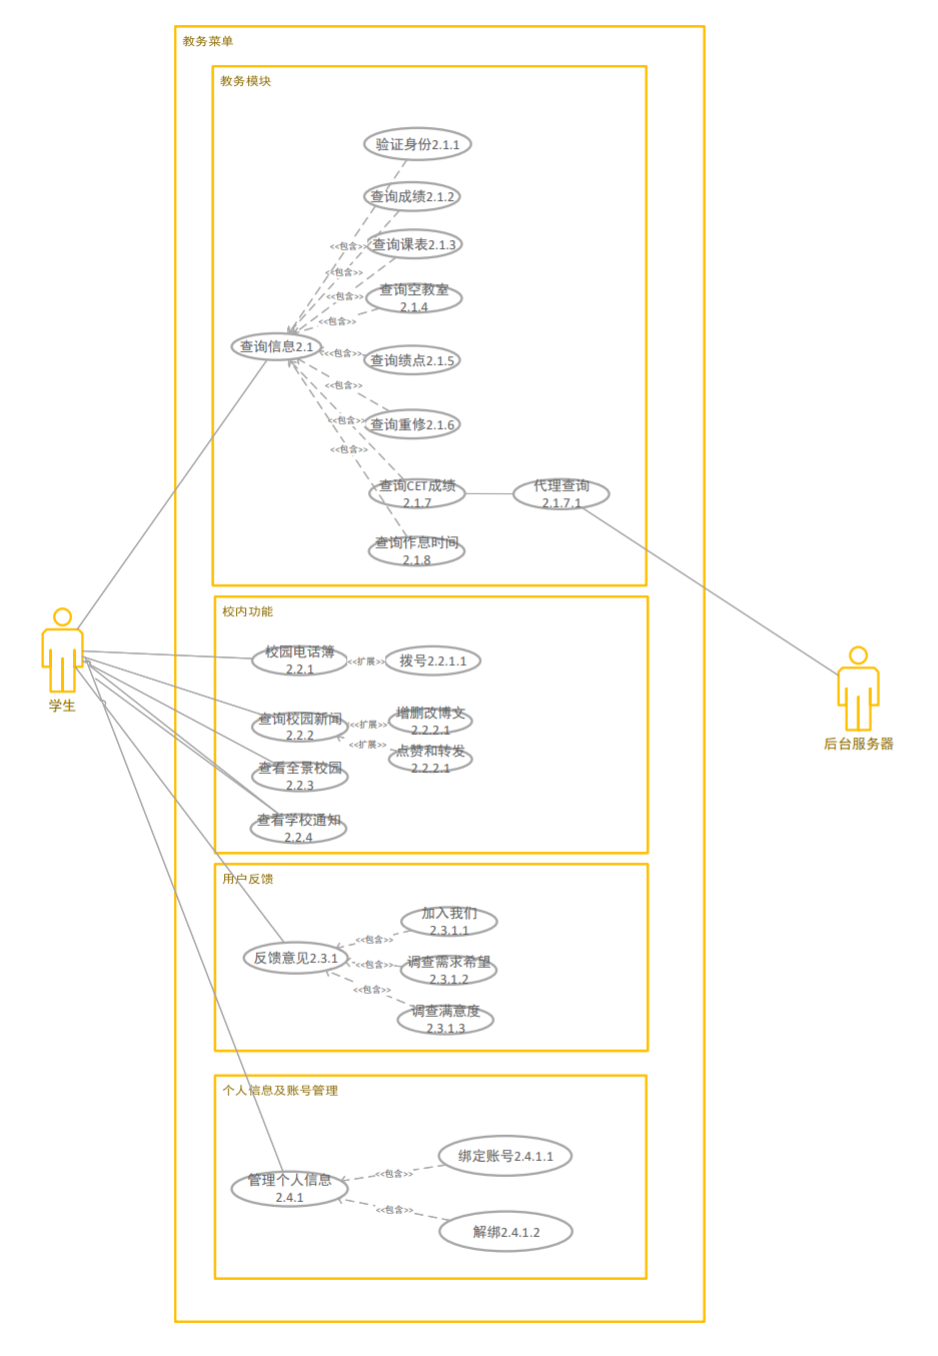 教务菜单
教务模块
验证身份2.1.1
查询成绩2.1.2
<<包含>>
查询课表2.1.3
<<包含>>
<<包含>>
查询空教室
2.1.4
<<包含>>
查询信息2.1
<<包含>>
查询绩点2.1.5
<<包含>>
<<包含>>
查询重修2.1.6
<<包含>>
查询CET成绩
2.1.7
代理查询
2.1.7.1
查询作息时间
2.1.8
校内功能
校园电话簿
2.2.1
<<扩展>>
拨号2.2.1.1
学生
查询校园新闻
2.2.2
<<扩展>>
增删改博文
2.2.2.1
<<扩展>>
点赞和转发
2.2.2.1
后台服务器
查看全景校园
2.2.3
查看学校通知
2.2.4
用户反馈
加入我们
2.3.1.1
<<包含>>
反馈意见2.3.1
<<包含>>
调查需求希望
2.3.1.2
<<包含>>
调查满意度
2.3.1.3
个人信息及账号管理
绑定账号2.4.1.1
<<包含>>
管理个人信息
2.4.1
<<包含>>
解绑2.4.1.2